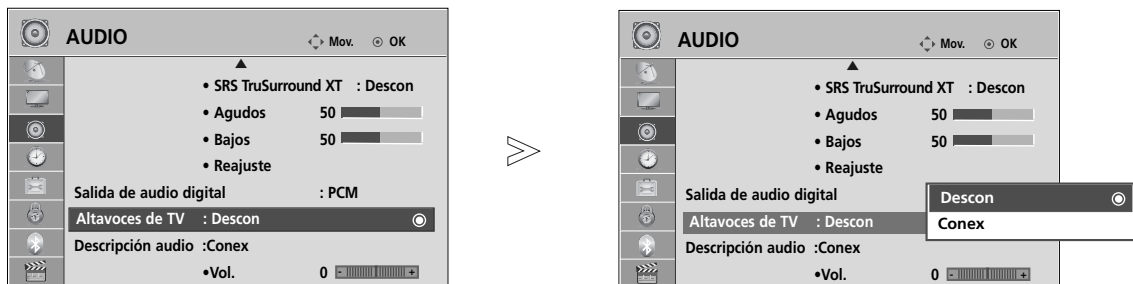 AUDIO Mov. OK
• SRS TruSurround XT : Descon
• Agudos 50
• Bajos 50
• Reajuste
Salida de audio digital : PCM
Altavoces de TV : Descon
Descripción audio :Conex
•Vol. 0 - +
AUDIO Mov. OK
• SRS TruSurround XT : Descon
• Agudos 50
• Bajos 50
• Reajuste
Salida de audio digital
Altavoces de TV : Descon
Descripción audio :Conex
•Vol. 0 - +
Descon
Conex